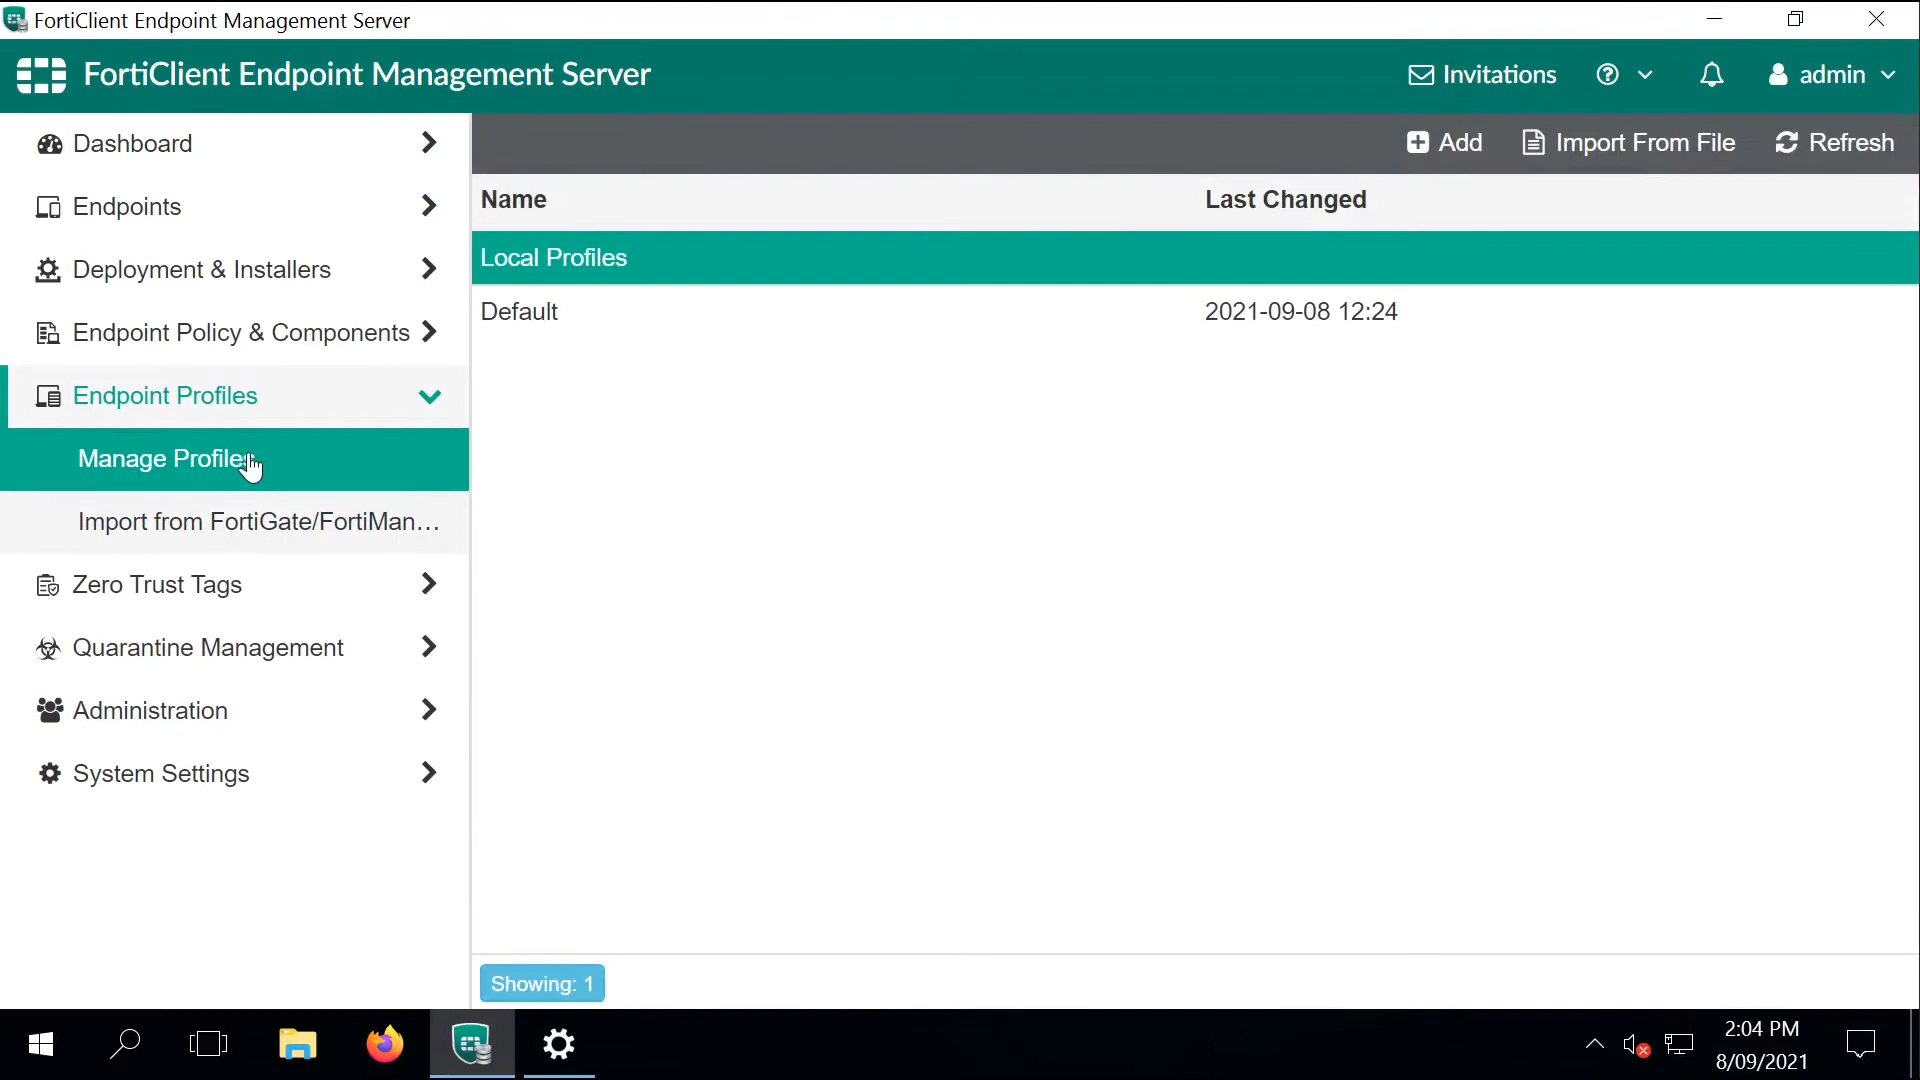 FortiClient Endpoint Management Server
FortiClient Endpoint Management Server
Invitations
admin
Dashboard
Endpoints
Deployment & Installers
Endpoint Policy & Components
Endpoint Profiles
Manage Profiles
Import from FortiGate/FortiMan...
Zero Trust Tags
Quarantine Management
Administration
System Settings
Add
Import From File
Refresh
Name
Last Changed
Local Profiles
Default
2021-09-08 12:24
Showing: 1
2:04 PM
8/09/2021